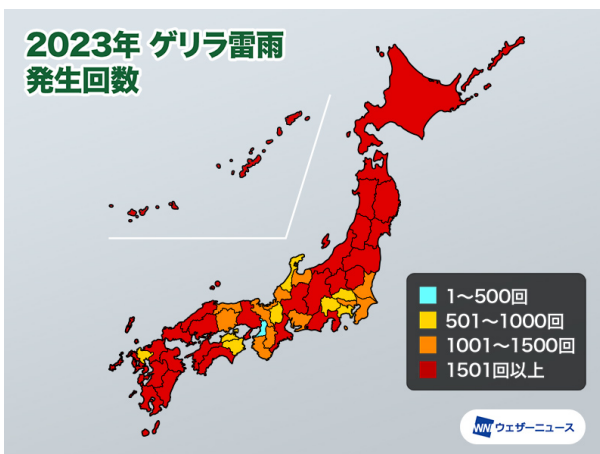 2023年 ゲリラ雷雨
発生回数
1〜500回
501〜1000回
1001〜1500回
1501回以上
WN ウェザーニュース